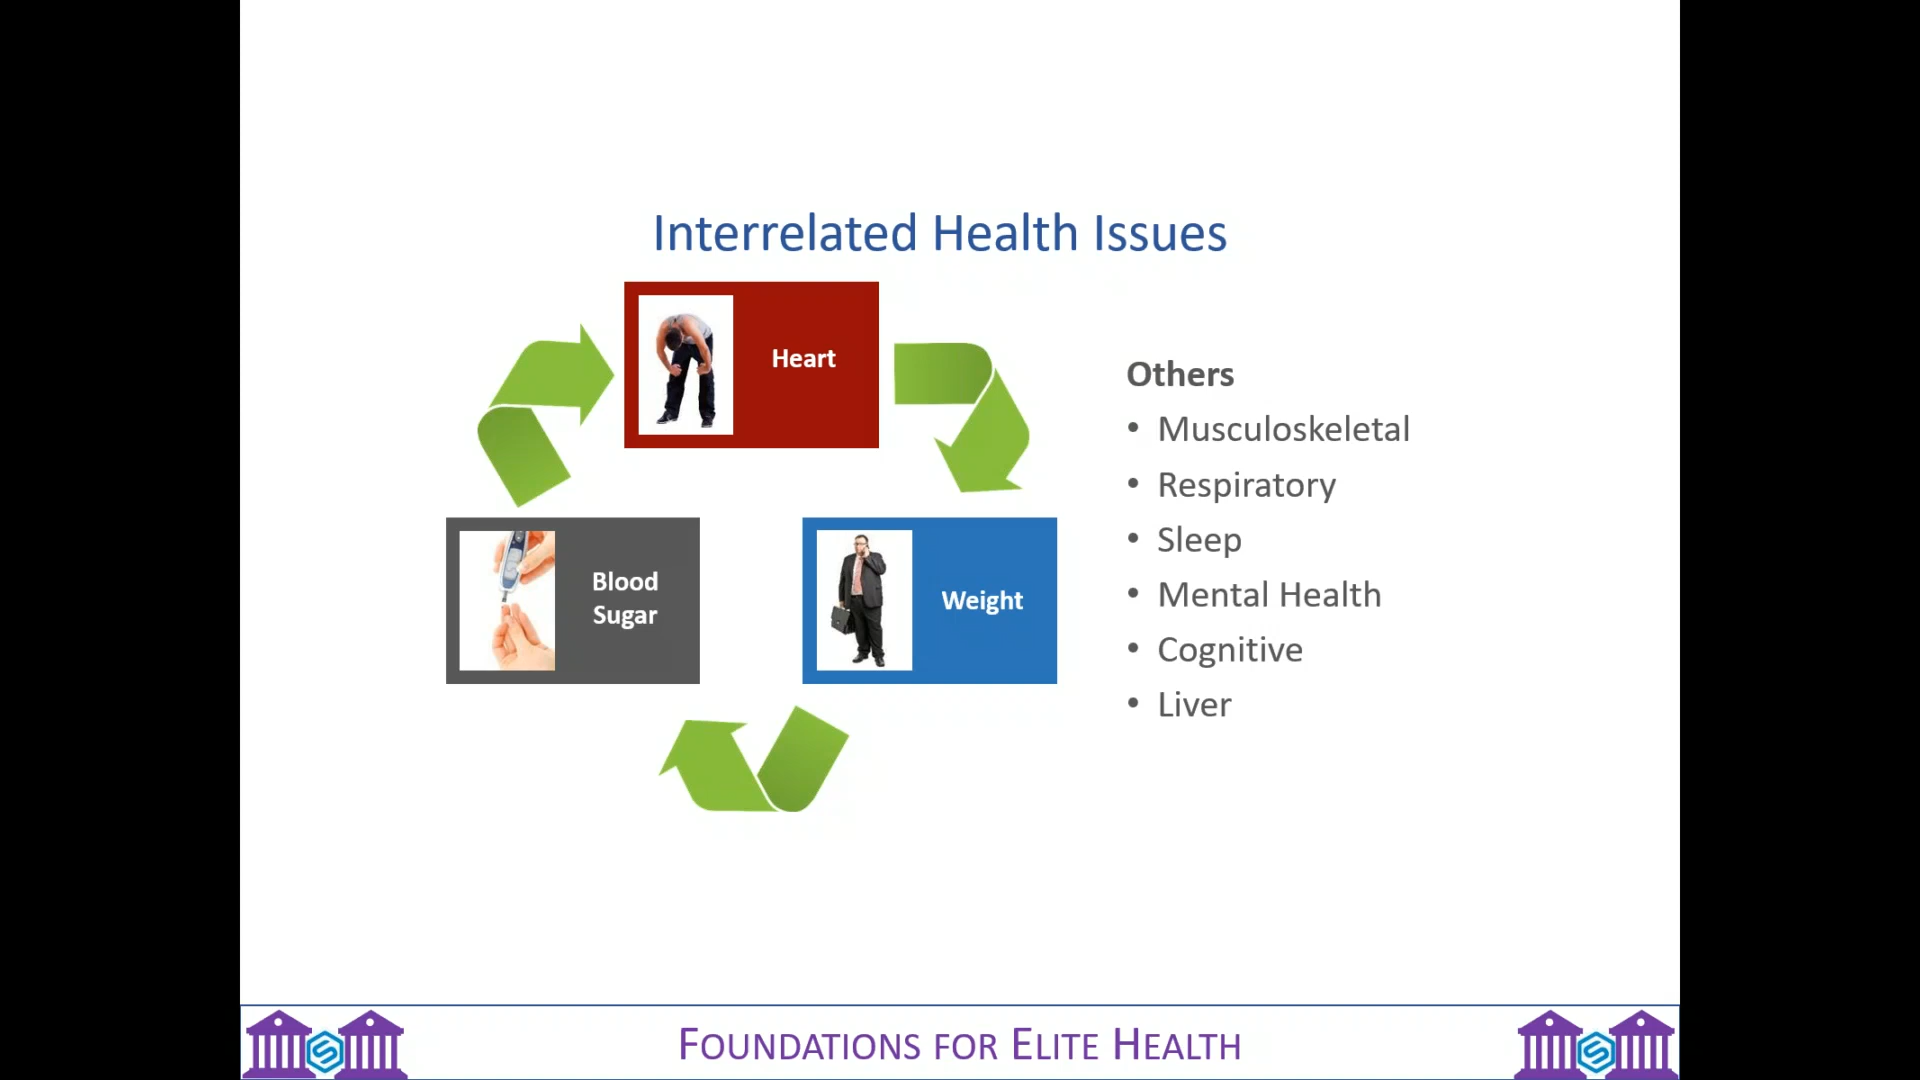 Interrelated Health Issues
Heart
Blood
Sugar
Weight
Others
• Musculoskeletal
• Respiratory
• Sleep
• Mental Health
• Cognitive
• Liver
FOUNDATIONS FOR ELITE HEALTH